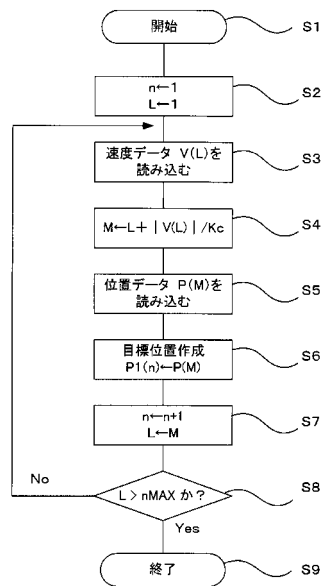 開始
S1
n←1
L←1
S2
速度データ V(L)を
読み込む
S3
M←L+|V(L)|/Kc
S4
位置データ P(M)を
読み込む
S5
目標位置作成
P1(n)←P(M)
S6
n←n+1
L←M
S7
No
L>nMAX か?
S8
Yes
終了
S9